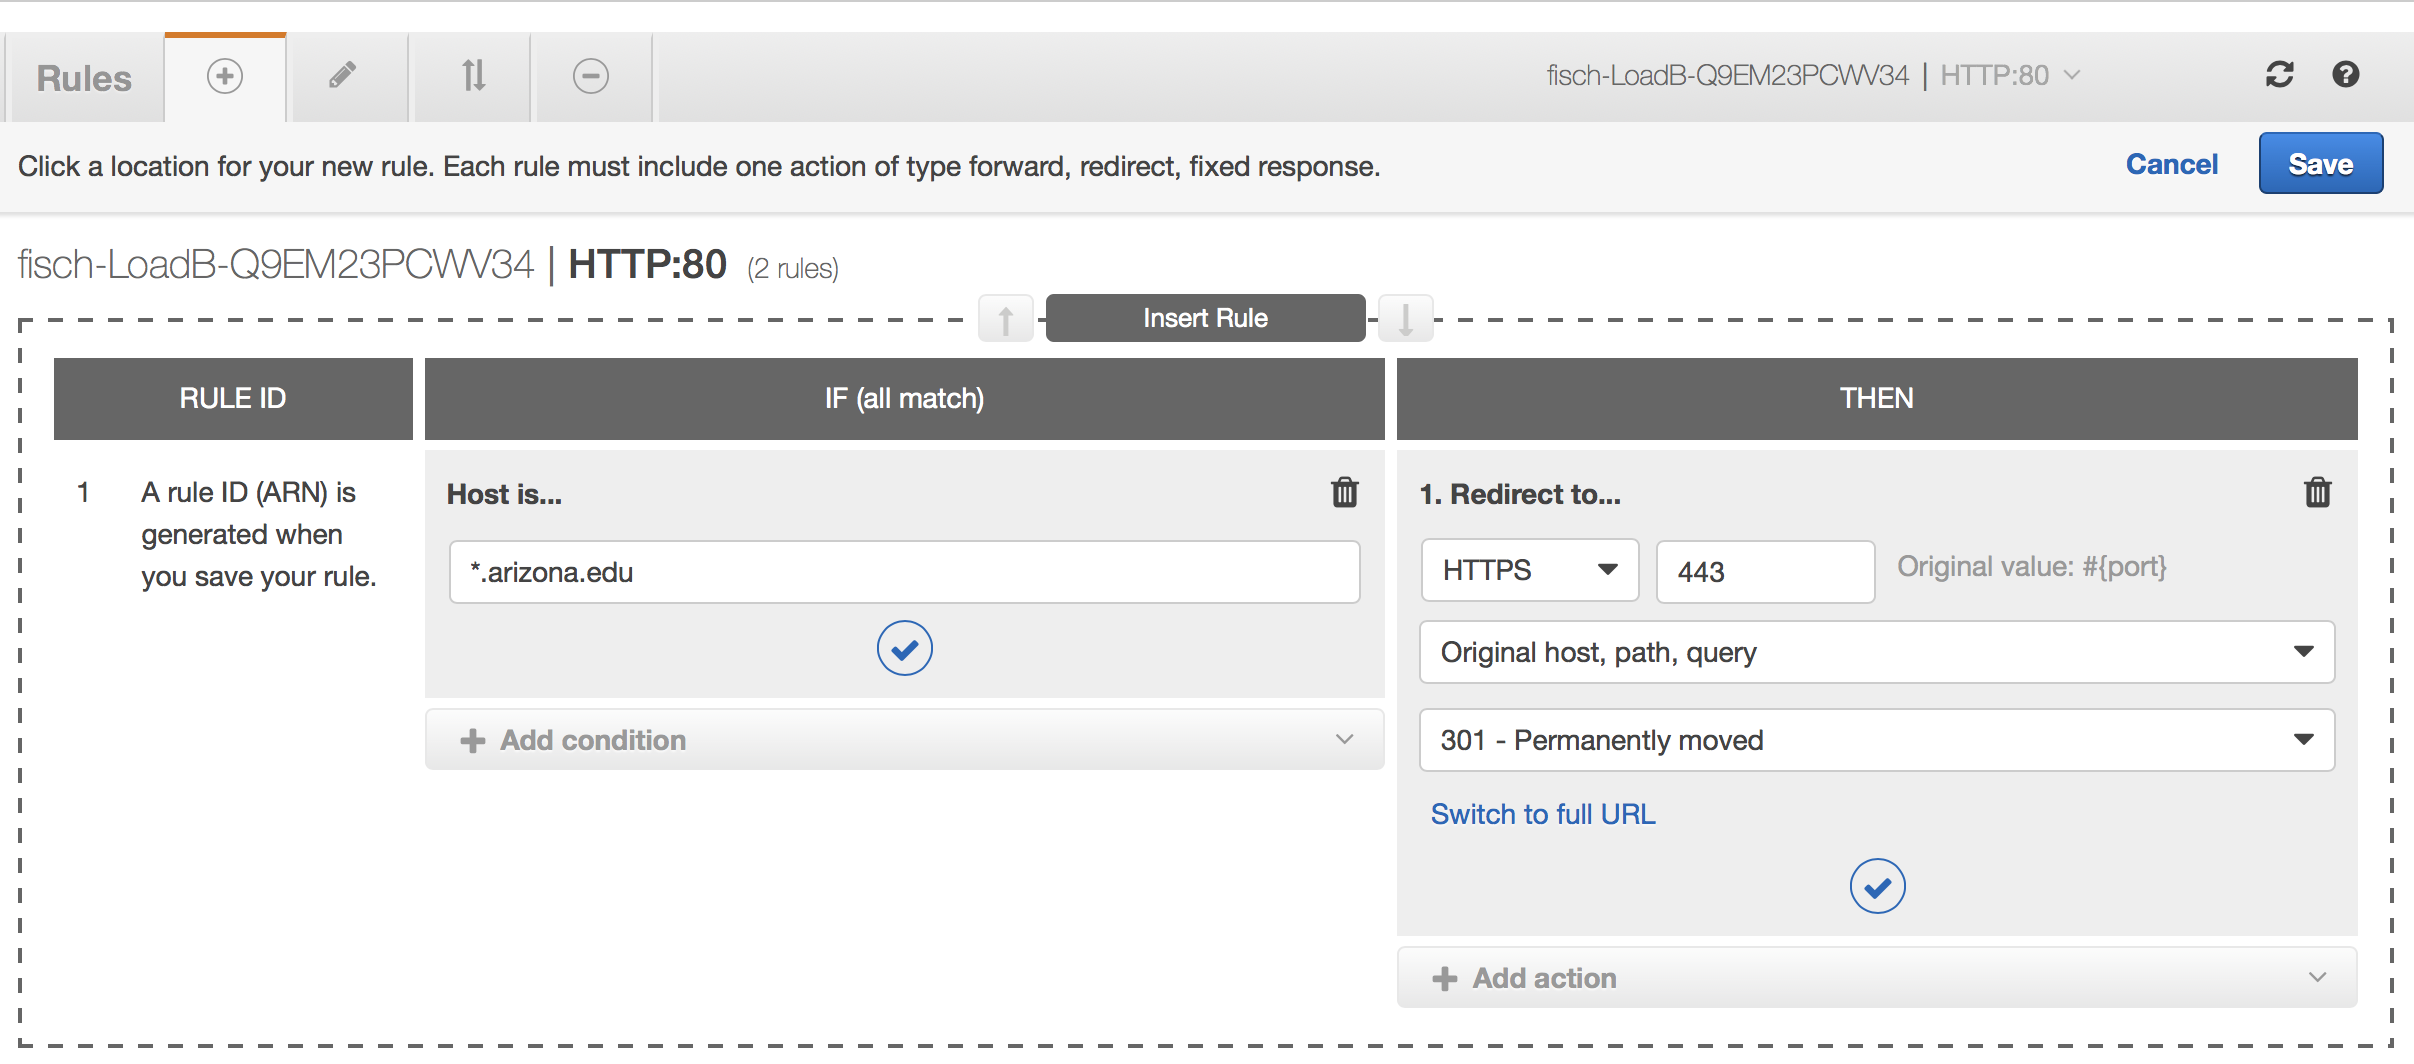 Rules
fisch-LoadB-Q9EM23PCWV34 | HTTP:80
Click a location for your new rule. Each rule must include one action of type forward, redirect, fixed response.
Cancel
Save
fisch-LoadB-Q9EM23PCWV34 | HTTP:80 (2 rules)
Insert Rule
RULE ID
IF (all match)
THEN
1
A rule ID (ARN) is
generated when
you save your rule.
Host is...
*.arizona.edu
Add condition
1. Redirect to...
HTTPS
443
Original value: #{port}
Original host, path, query
301 - Permanently moved
Switch to full URL
Add action